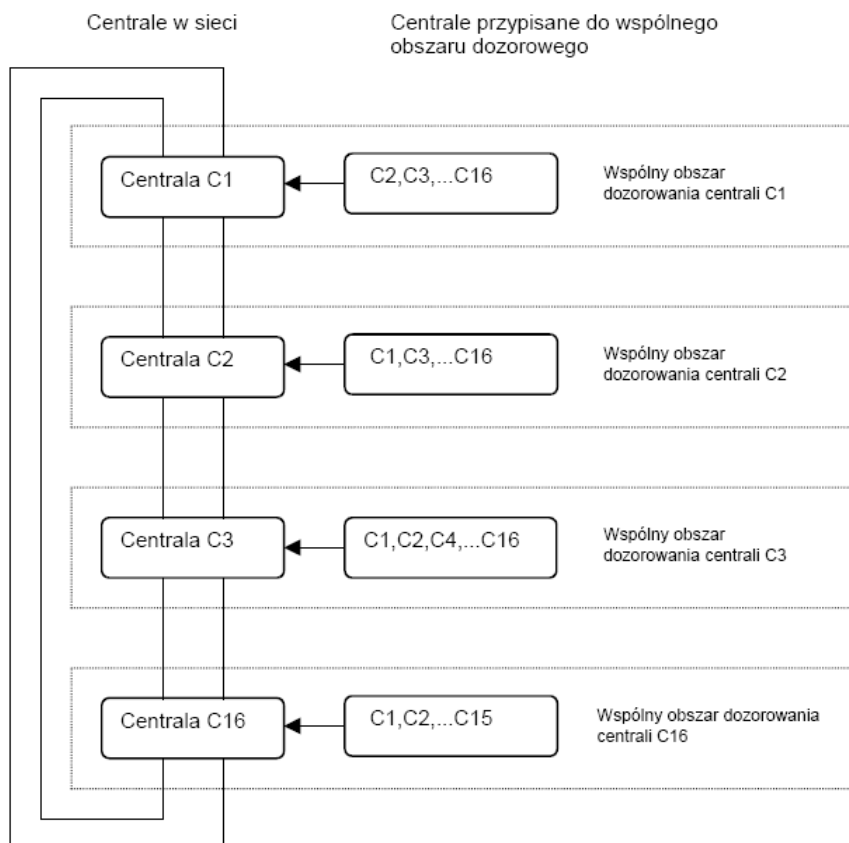 Centrale w sieci
Centrale przypisane do wspólnego
obszaru dozorowego
Centrala C1
C2,C3,...C16
Wspólny obszar
dozorowania centrali C1
Centrala C2
C1,C3,...C16
Wspólny obszar
dozorowania centrali C2
Centrala C3
C1,C2,C4,...C16
Wspólny obszar
dozorowania centrali C3
Centrala C16
C1,C2,...C15
Wspólny obszar dozorowania
centrali C16